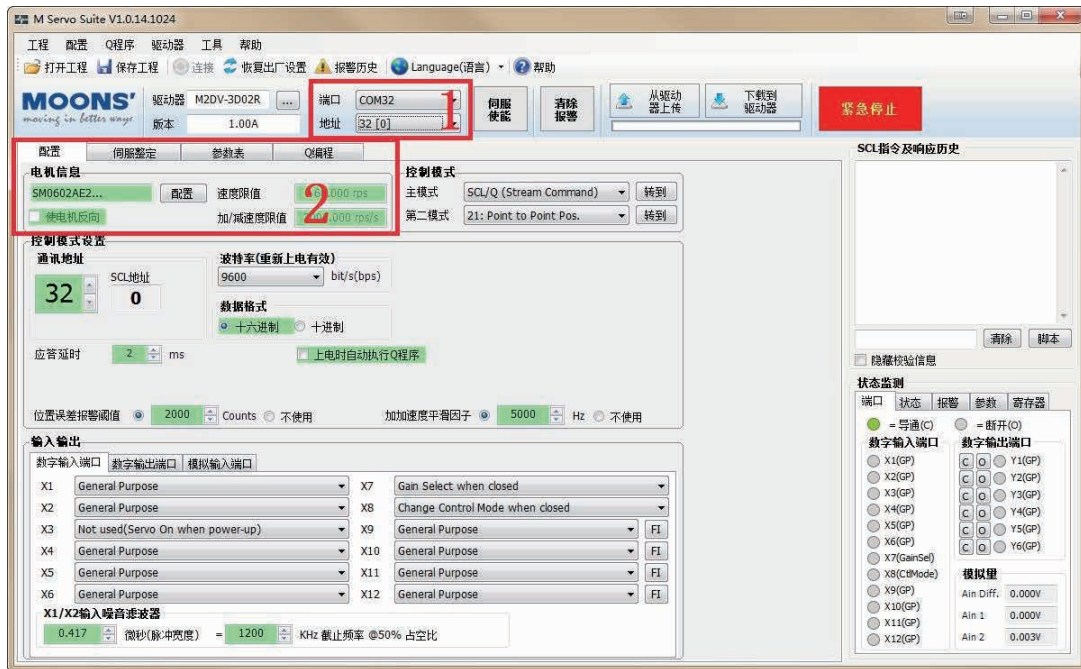 M Servo Suite V1.0.14.1024
工程 配置 Q程序 驱动器 工具 帮助
打开工程 保存工程 连接 恢复出厂设置 报警历史 Language(语言) 帮助
MOONS'
moving in better ways
驱动器 M2DV-3D02R ...
版本 1.00A
端口 COM32
地址 32 [0]
1
伺服使能
清除报警
从驱动器上传
下载到驱动器
紧急停止
配置 伺服整定 参数表 Q编程
电机信息
SM0602AE2... 配置 速度限值 .000 rps
使电机反向 加/减速度限值 .000 rps/s
2
控制模式
主模式 SCL/Q (Stream Command) 转到
第二模式 21: Point to Point Pos. 转到
控制模式设置
通讯地址
32
SCL地址
0
波特率(重新上电有效)
9600 bit/s(bps)
数据格式
十六进制 十进制
应答延时 2 ms
上电时自动执行Q程序
位置误差报警阈值 2000 Counts 不使用
加加速度平滑因子 5000 Hz 不使用
输入输出
数字输入端口 数字输出端口 模拟输入端口
X1 General Purpose X7 Gain Select when closed
X2 General Purpose X8 Change Control Mode when closed
X3 Not used(Servo On when power-up) X9 General Purpose FI
X4 General Purpose X10 General Purpose FI
X5 General Purpose X11 General Purpose FI
X6 General Purpose X12 General Purpose FI
X1/X2输入噪音滤波器
0.417 微秒(脉冲宽度) = 1200 KHz 截止频率 @50% 占空比
SCL指令及响应历史
清除 脚本
隐藏校验信息
状态监测
端口 状态 报警 参数 寄存器
= 导通(C) = 断开(O)
数字输入端口 数字输出端口
X1(GP) C O Y1(GP)
X2(GP) C O Y2(GP)
X3(GP) C O Y3(GP)
X4(GP) C O Y4(GP)
X5(GP) C O Y5(GP)
X6(GP) C O Y6(GP)
X7(GainSel)
X8(CtlMode)
X9(GP)
X10(GP)
X11(GP)
X12(GP)
模拟量
Ain Diff. 0.000V
Ain 1 0.000V
Ain 2 0.003V